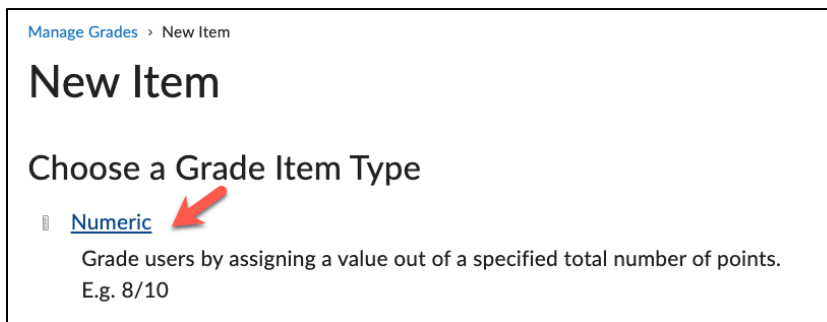 Manage Grades › New Item
New Item
Choose a Grade Item Type
Numeric
Grade users by assigning a value out of a specified total number of points.
E.g. 8/10